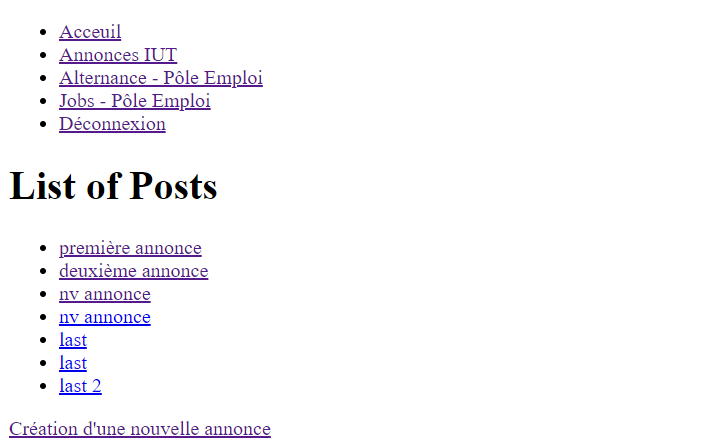 Acceuil
Annonces IUT
Alternance - Pôle Emploi
Jobs - Pôle Emploi
Déconnexion
List of Posts
première annonce
deuxième annonce
nv annonce
nv annonce
last
last
last 2
Création d'une nouvelle annonce